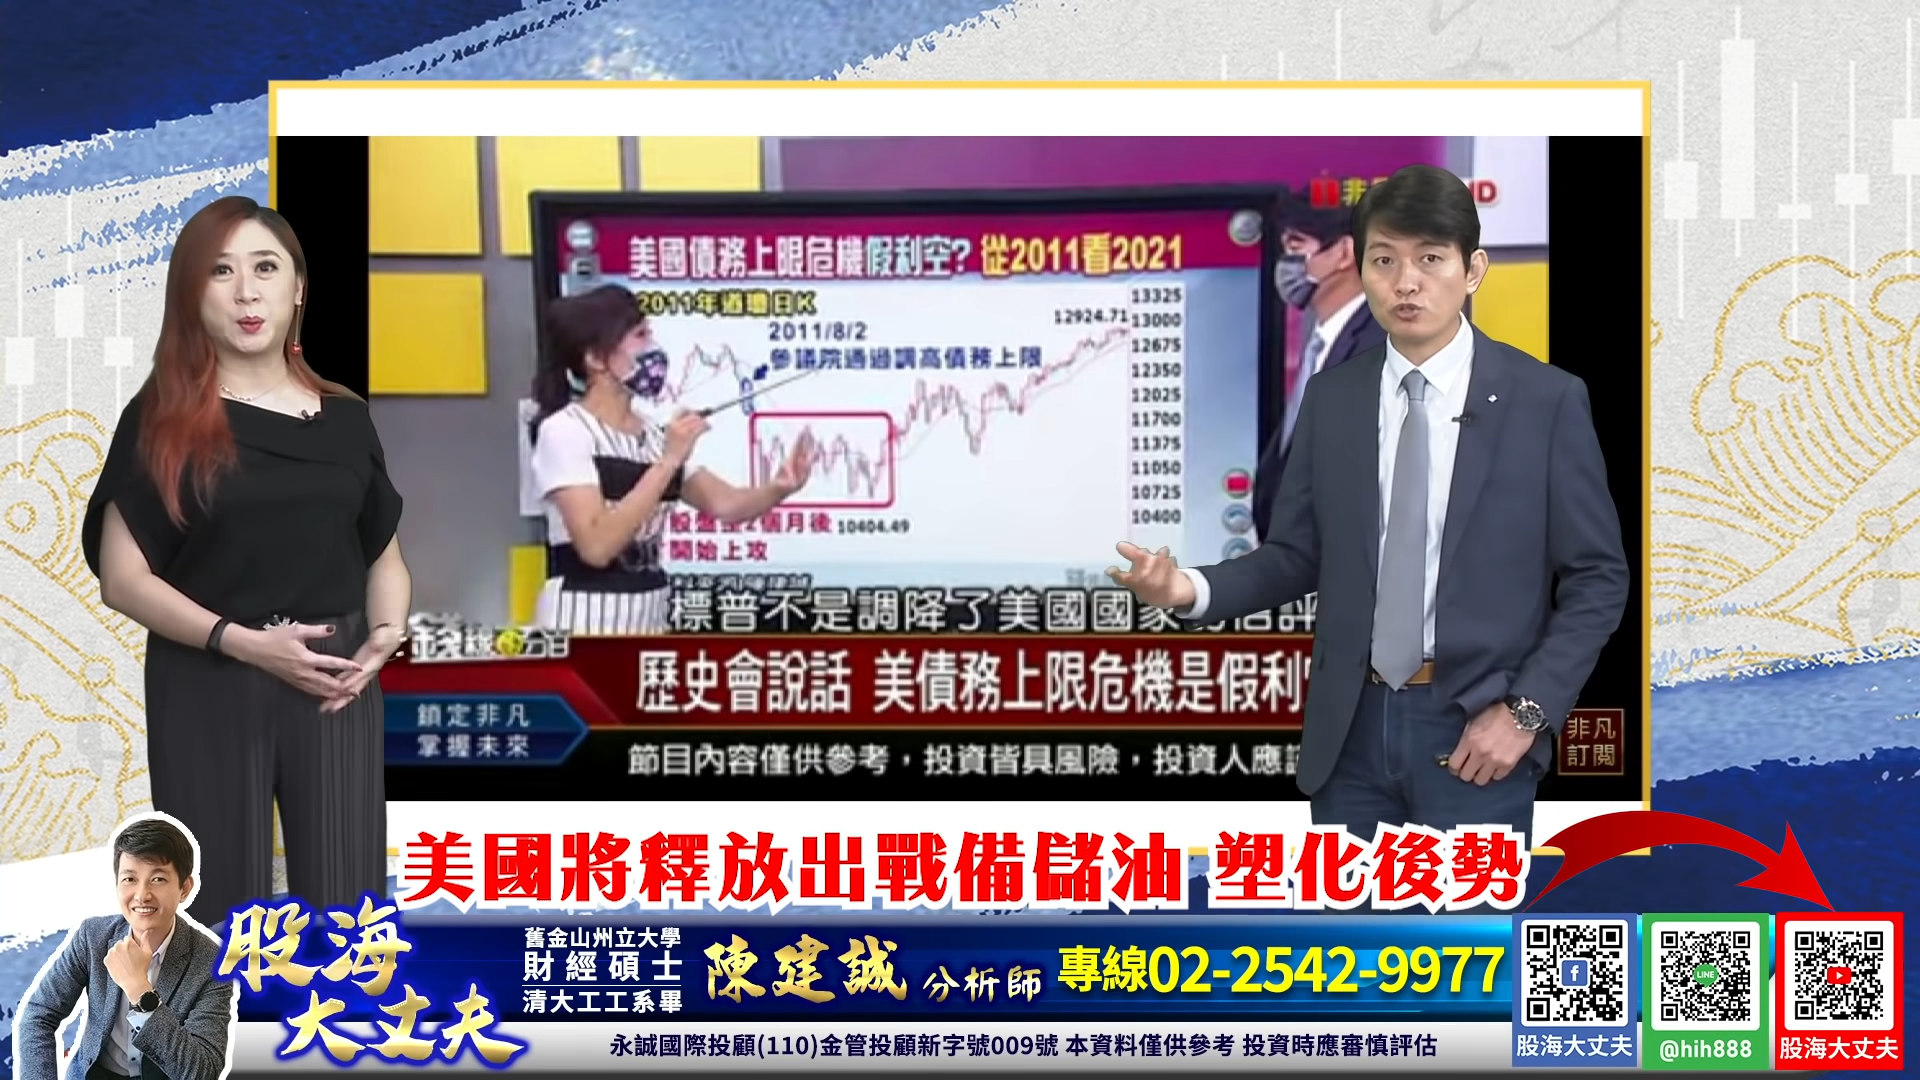 美國債務上限危機假利空? 從2011看2021
2011年道瓊日K
2011/8/2
參議院通過調高債務上限
12924.71
13325
13000
12675
12350
12025
11700
11375
11050
10725
10400
個月後
10404.49
開始上攻
標普不是調降了美國國家
錢線百分百
歷史會說話 美債務上限危機是假利
鎖定非凡
掌握未來
節目內容僅供參考，投資皆具風險，投資人應
非凡
訂閱
美國將釋放出戰備儲油 塑化後勢
股海
大丈夫
舊金山州立大學
財經碩士
清大工工系畢
陳建誠 分析師
專線02-2542-9977
永誠國際投顧(110)金管投顧新字號009號 本資料僅供參考 投資時應審慎評估
股海大丈夫
LINE
@hih888
股海大丈夫